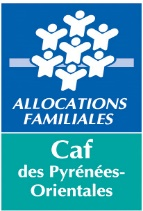 ALLOCATIONS
FAMILIALES
Caf
des Pyrénées-
Orientales